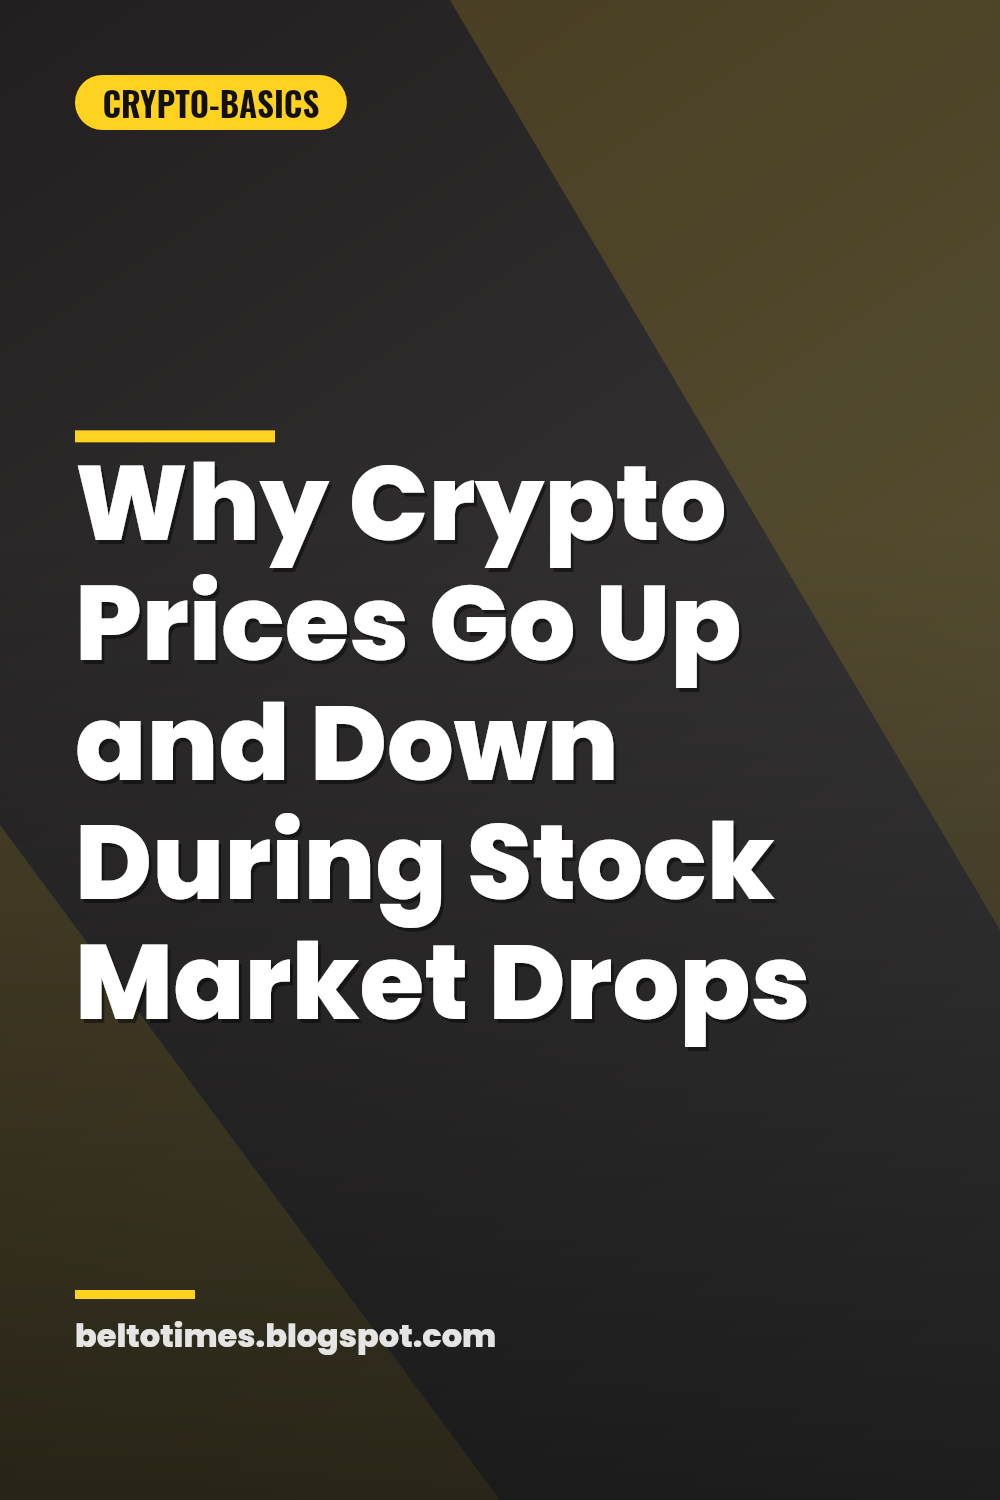 CRYPTO-BASICS
Why Crypto
Prices Go Up
and Down
During Stock
Market Drops
beltotimes.blogspot.com